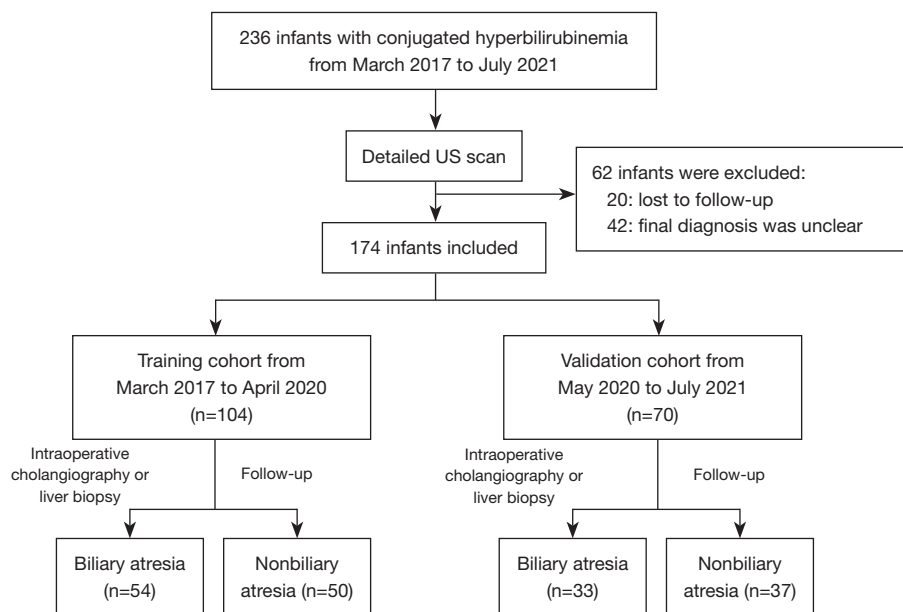 236 infants with conjugated hyperbilirubinemia
from March 2017 to July 2021
Detailed US scan
62 infants were excluded:
20: lost to follow-up
42: final diagnosis was unclear
174 infants included
Training cohort from
March 2017 to April 2020
(n=104)
Validation cohort from
May 2020 to July 2021
(n=70)
Intraoperative
cholangiography or
liver biopsy
Follow-up
Intraoperative
cholangiography or
liver biopsy
Follow-up
Biliary atresia
(n=54)
Nonbiliary
atresia (n=50)
Biliary atresia
(n=33)
Nonbiliary
atresia (n=37)